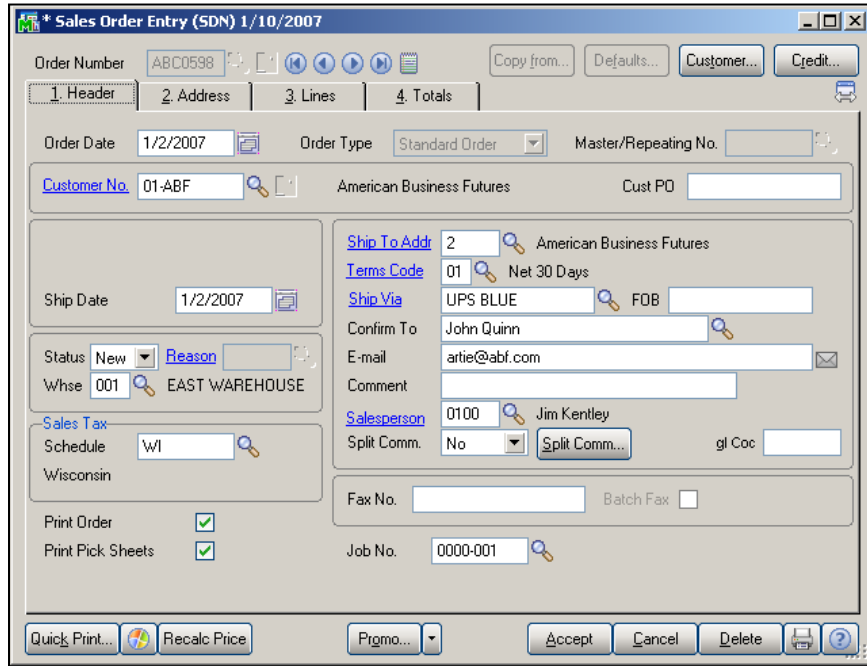 * Sales Order Entry (SDN) 1/10/2007
Order Number ABC0598 Copy from... Defaults... Customer... Credit...
1. Header 2. Address 3. Lines 4. Totals
Order Date 1/2/2007 Order Type Standard Order Master/Repeating No.
Customer No. 01-ABF American Business Futures Cust PO
Ship To Addr 2 American Business Futures
Terms Code 01 Net 30 Days
Ship Date 1/2/2007 Ship Via UPS BLUE FOB
Confirm To John Quinn
Status New Reason E-mail artie@abf.com
Whse 001 EAST WAREHOUSE Comment
Sales Tax Salesperson 0100 Jim Kentley
Schedule WI Split Comm. No Split Comm... gl Coc
Wisconsin
Fax No. Batch Fax
Print Order
Print Pick Sheets Job No. 0000-001
Quick Print... Recalc Price Promo... Accept Cancel Delete